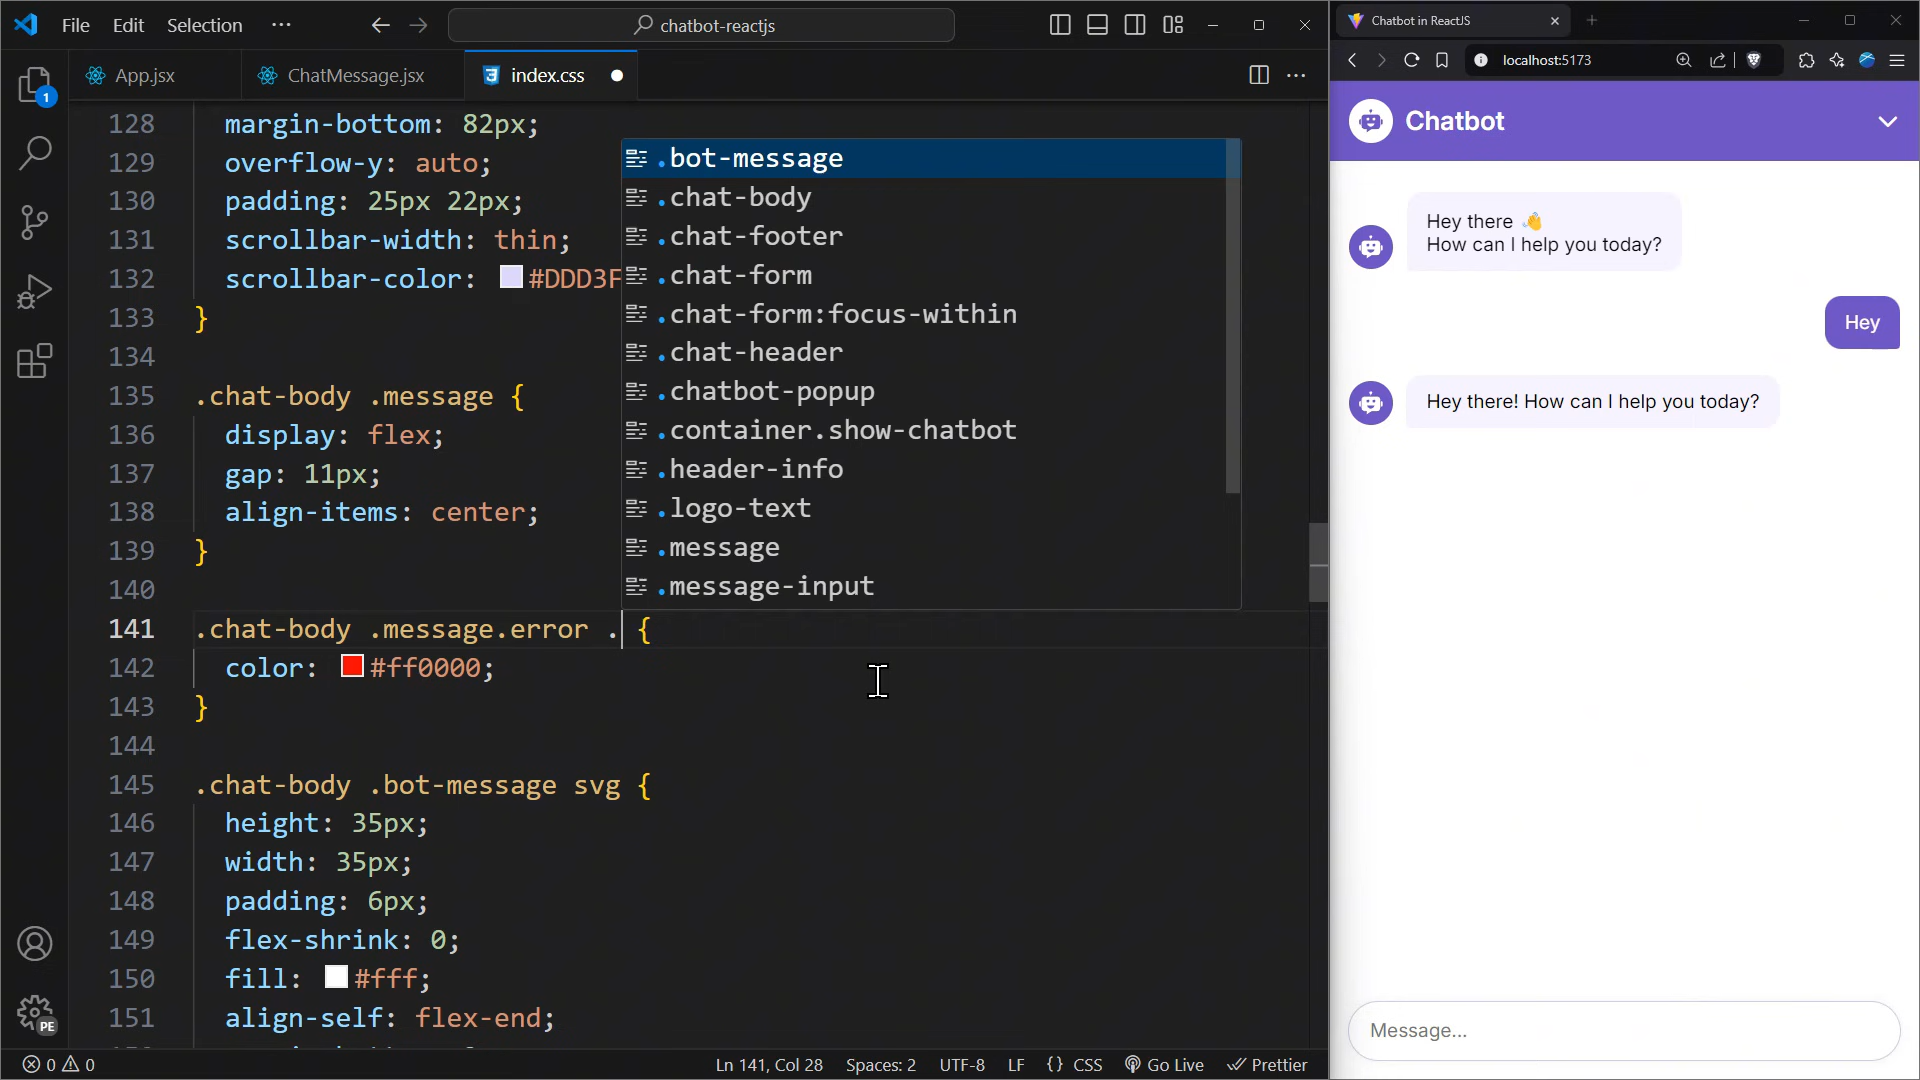 File Edit Selection ···
chatbot-reactjs
App.jsx
ChatMessage.jsx
index.css
1
128 margin-bottom: 82px;
129 overflow-y: auto;
130 padding: 25px 22px;
131 scrollbar-width: thin;
132 scrollbar-color: #DDD3F
133 }
134
135 .chat-body .message {
136 display: flex;
137 gap: 11px;
138 align-items: center;
139 }
140
141 .chat-body .message.error . {
142 color: #ff0000;
143 }
144
145 .chat-body .bot-message svg {
146 height: 35px;
147 width: 35px;
148 padding: 6px;
149 flex-shrink: 0;
150 fill: #fff;
151 align-self: flex-end;
.bot-message
.chat-body
.chat-footer
.chat-form
.chat-form:focus-within
.chat-header
.chatbot-popup
.container.show-chatbot
.header-info
.logo-text
.message
.message-input
PE
0 0
Ln 141, Col 28 Spaces: 2 UTF-8 LF {} CSS Go Live Prettier
Chatbot in ReactJS
localhost:5173
Chatbot
Hey there 👋
How can I help you today?
Hey
Hey there! How can I help you today?
Message...